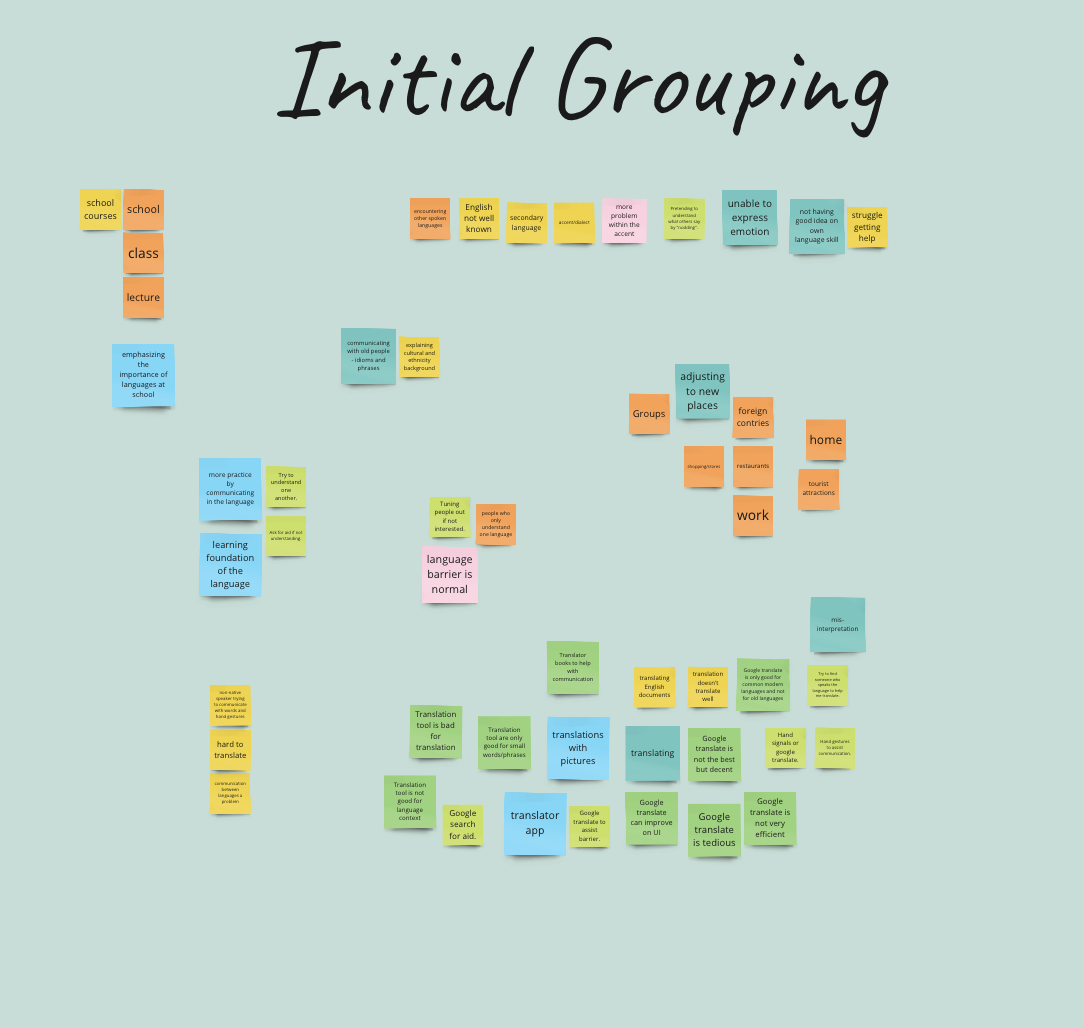 Initial Grouping
school
courses
school
class
lecture
emphasizing
the
importance of
languages at
school
encountering
other spoken
languages
English
not well
known
secondary
language
accent/dialect
more
problem
within the
accent
Pretending to
understand
what others say
by "nodding".
unable to
express
emotion
not having
good idea on
own
language skill
struggle
getting
help
communicating
with old people
- idioms and
phrases
explaining
cultural and
ethnicity
background
Groups
adjusting
to new
places
foreign
contries
shopping/stores
restaurants
work
home
tourist
attractions
more practice
by
communicating
in the language
Try to
understand
one
another.
Ask for aid if not
understanding.
learning
foundation
of the
language
Tuning
people out
if not
interested.
people who
only
understand
one language
language
barrier is
normal
mis-
interpretation
non-native
speaker trying
to communicate
with words and
hand gestures
hard to
translate
communication
between
languages a
problem
Translator
books to help
with
communication
translating
English
documents
translation
doesn't
translate
well
Google translate
is only good for
common modern
languages and not
for old languages
Try to find
someone who
speaks the
language to help
me translate.
Translation
tool is bad
for
translation
Translation
tool are only
good for small
words/phrases
translations
with
pictures
translating
Google
translate is
not the best
but decent
Hand
signals or
google
translate.
Hand gestures
to assist
communication.
Translation
tool is not
good for
language
context
Google
search
for aid.
translator
app
Google
translate to
assist
barrier.
Google
translate
can improve
on UI
Google
translate
is tedious
Google
translate is
not very
efficient